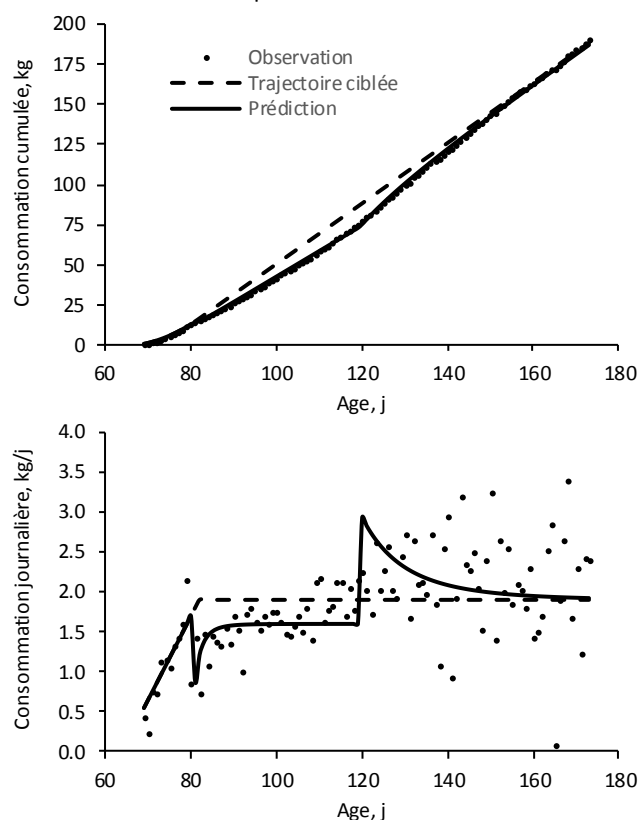 200
175
150
125
100
75
50
25
0
Consommation cumulée, kg
Observation
Trajectoire ciblée
Prédiction
60 80 100 120 140 160 180
Age, j
4.0
3.5
3.0
2.5
2.0
1.5
1.0
0.5
0.0
Consommation journalière, kg/j
60 80 100 120 140 160 180
Age, j